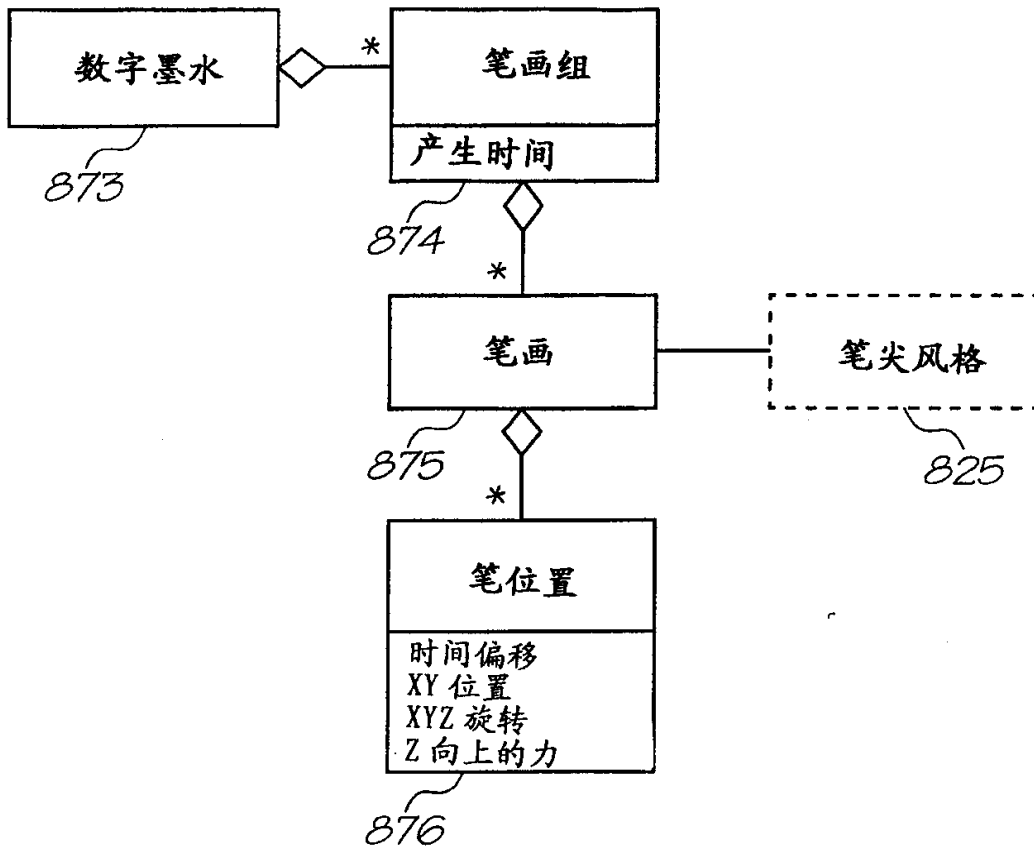 数字墨水
873
*
笔画组
产生时间
874
*
笔画
875
笔尖风格
825
*
笔位置
时间偏移
XY 位置
XYZ 旋转
Z 向上的力
876